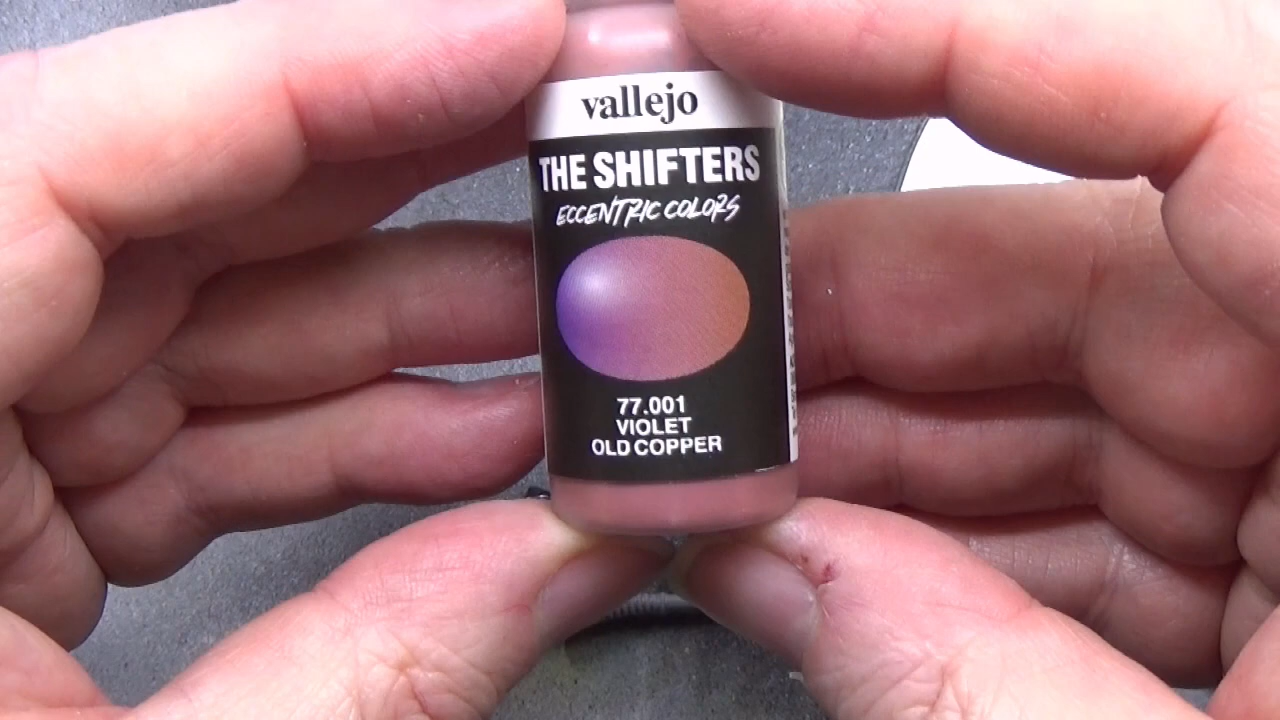 vallejo
THE SHIFTERS
ECCENTRIC COLORS
77.001
VIOLET
OLD COPPER